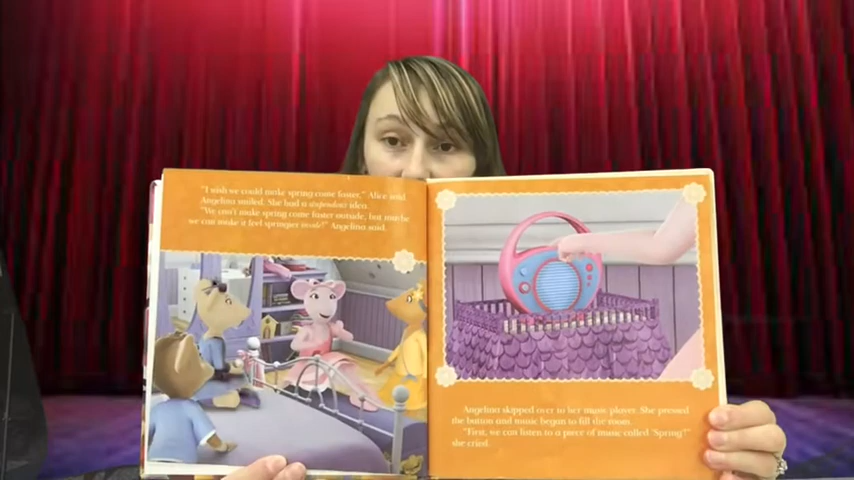 "I wish we could make spring come faster," Alice said.
Angelina smiled. She had a stupendous idea.
"We can't make spring come faster outside, but maybe
we can make it feel springier inside!" Angelina said.
Angelina skipped over to her music player. She pressed
the button and music began to fill the room.
"First, we can listen to a piece of music called 'Spring!'"
she cried.